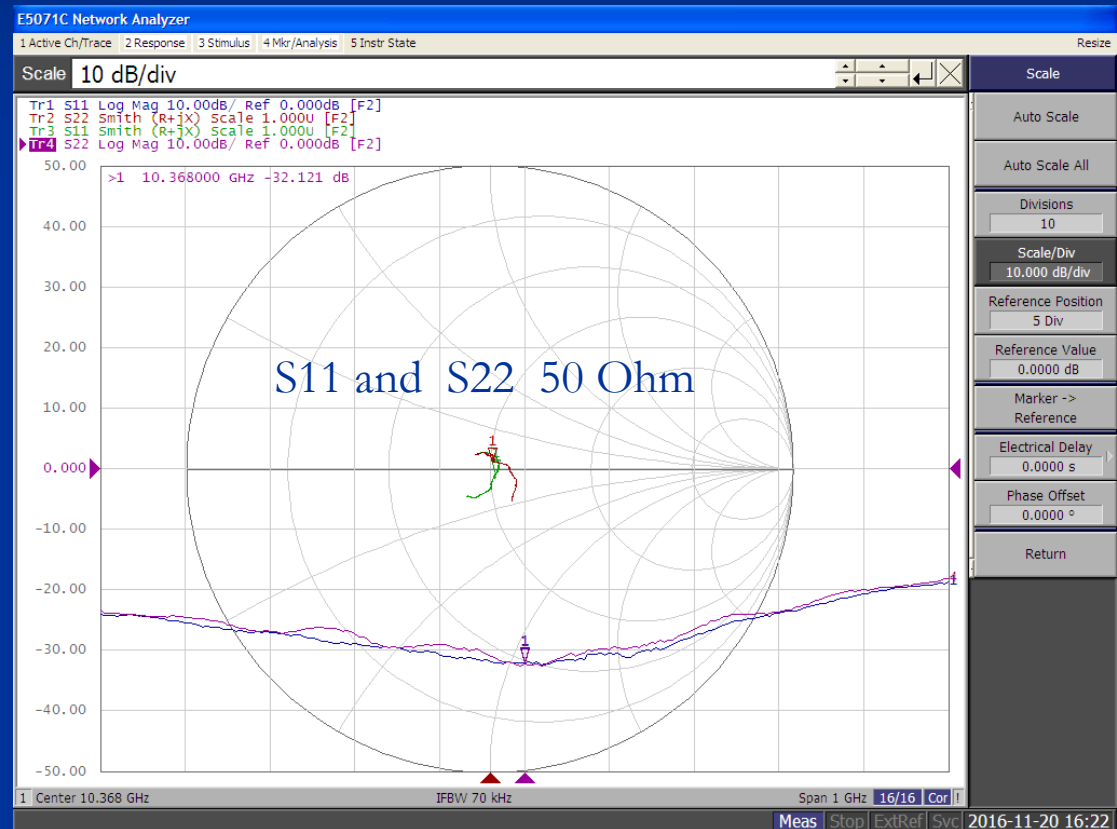 E5071C Network Analyzer
1 Active Ch/Trace 2 Response 3 Stimulus 4 Mkr/Analysis 5 Instr State Resize
Scale 10 dB/div
Scale
Tr1 S11 Log Mag 10.00dB/ Ref 0.000dB [F2]
Tr2 S22 Smith (R+jX) Scale 1.000U [F2]
Tr3 S11 Smith (R+jX) Scale 1.000U [F2]
Tr4 S22 Log Mag 10.00dB/ Ref 0.000dB [F2]
>1 10.368000 GHz -32.121 dB
50.00
40.00
30.00
20.00
10.00
0.000
-10.00
-20.00
-30.00
-40.00
-50.00
S11 and S22 50 Ohm
1
1
1
Auto Scale
Auto Scale All
Divisions
10
Scale/Div
10.000 dB/div
Reference Position
5 Div
Reference Value
0.0000 dB
Marker ->
Reference
Electrical Delay
0.0000 s
Phase Offset
0.0000 °
Return
1 Center 10.368 GHz IFBW 70 kHz Span 1 GHz 16/16 Cor !
Meas Stop ExtRef Svc 2016-11-20 16:22